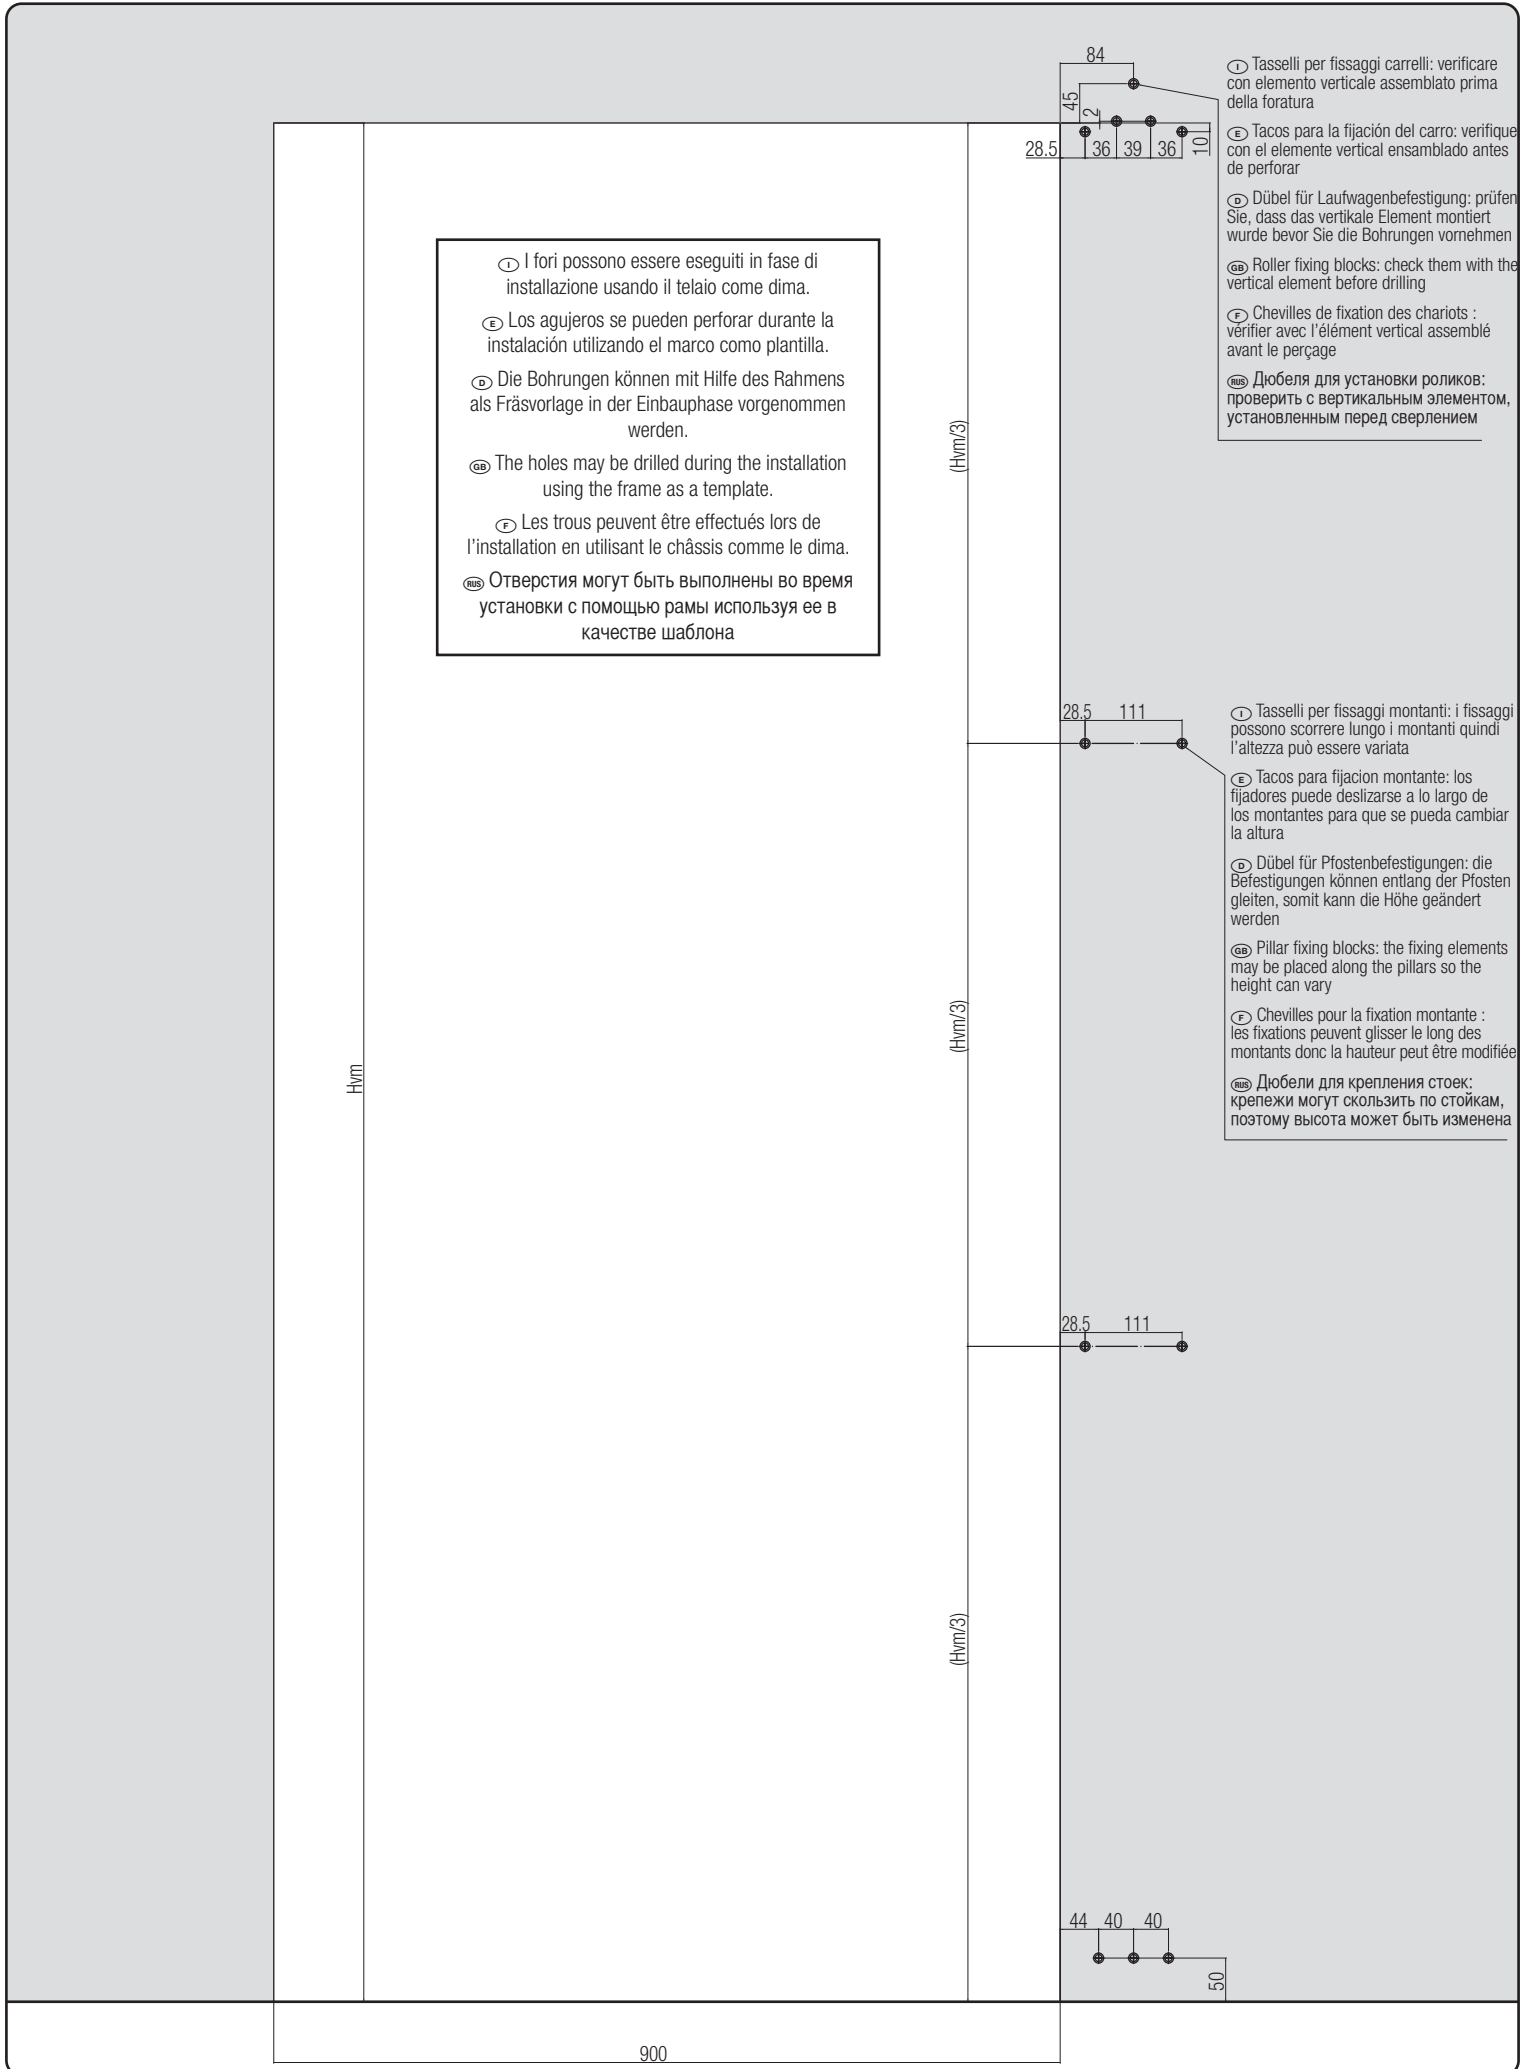 84
45
2
28.5
36
39
36
10
I Tasselli per fissaggi carrelli: verificare
con elemento verticale assemblato prima
della foratura
E Tacos para la fijación del carro: verifique
con el elemente vertical ensamblado antes
de perforar
D Dübel für Laufwagenbefestigung: prüfen
Sie, dass das vertikale Element montiert
wurde bevor Sie die Bohrungen vornehmen
GB Roller fixing blocks: check them with the
vertical element before drilling
F Chevilles de fixation des chariots :
vérifier avec l'élément vertical assemblé
avant le perçage
RUS Дюбеля для установки роликов:
проверить с вертикальным элементом,
установленным перед сверлением
I I fori possono essere eseguiti in fase di
installazione usando il telaio come dima.
E Los agujeros se pueden perforar durante la
instalación utilizando el marco como plantilla.
D Die Bohrungen können mit Hilfe des Rahmens
als Fräsvorlage in der Einbauphase vorgenommen
werden.
GB The holes may be drilled during the installation
using the frame as a template.
F Les trous peuvent être effectués lors de
l'installation en utilisant le châssis comme le dima.
RUS Отверстия могут быть выполнены во время
установки с помощью рамы используя ее в
качестве шаблона
(Hvm/3)
28.5
111
I Tasselli per fissaggi montanti: i fissaggi
possono scorrere lungo i montanti quindi
l'altezza può essere variata
E Tacos para fijacion montante: los
fijadores puede deslizarse a lo largo de
los montantes para que se pueda cambiar
la altura
D Dübel für Pfostenbefestigungen: die
Befestigungen können entlang der Pfosten
gleiten, somit kann die Höhe geändert
werden
GB Pillar fixing blocks: the fixing elements
may be placed along the pillars so the
height can vary
F Chevilles pour la fixation montante :
les fixations peuvent glisser le long des
montants donc la hauteur peut être modifiée
RUS Дюбели для крепления стоек:
крепежи могут скользить по стойкам,
поэтому высота может быть изменена
(Hvm/3)
Hvm
28.5
111
(Hvm/3)
44
40
40
50
900